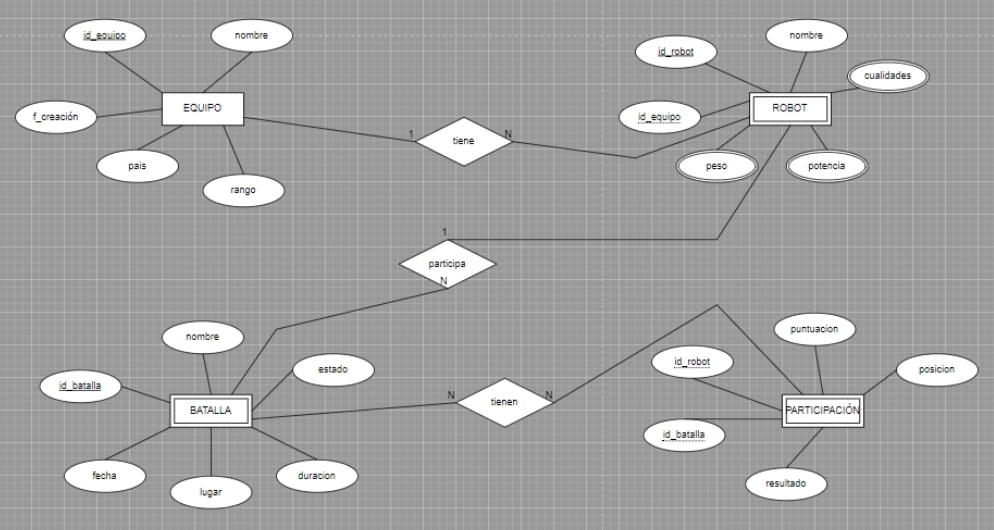 id_equipo
nombre
f_creación
EQUIPO
pais
rango
1
tiene
N
nombre
id_robot
cualidades
id_equipo
ROBOT
peso
potencia
1
participa
N
nombre
id_batalla
estado
BATALLA
fecha
lugar
duracion
N
tienen
N
puntuacion
id_robot
posicion
PARTICIPACIÓN
id_batalla
resultado